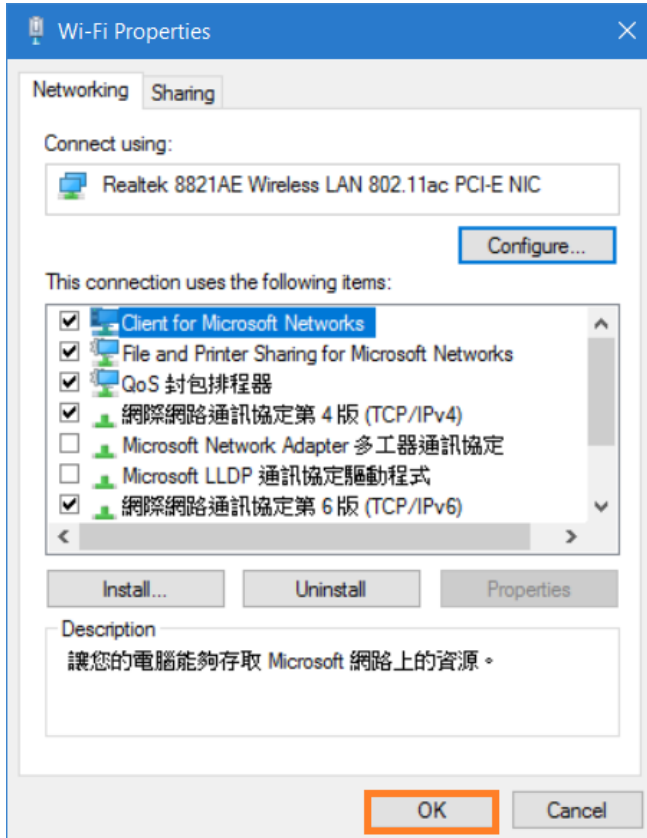 Wi-Fi Properties
Networking
Sharing
Connect using:
Realtek 8821AE Wireless LAN 802.11ac PCI-E NIC
Configure...
This connection uses the following items:
Client for Microsoft Networks
File and Printer Sharing for Microsoft Networks
QoS 封包排程器
網際網路通訊協定第 4 版 (TCP/IPv4)
Microsoft Network Adapter 多工器通訊協定
Microsoft LLDP 通訊協定驅動程式
網際網路通訊協定第 6 版 (TCP/IPv6)
Install...
Uninstall
Properties
Description
讓您的電腦能夠存取 Microsoft 網路上的資源。
OK
Cancel